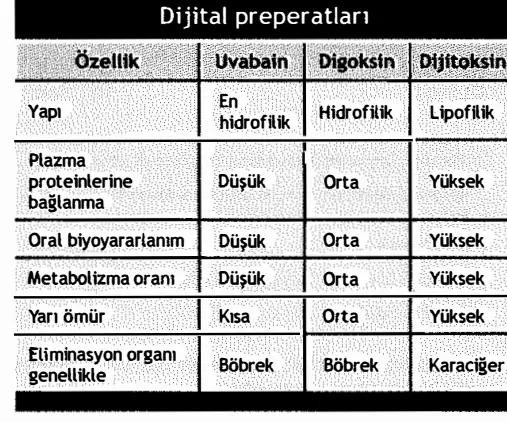 Dijital preperatları
Özellik Uvabain Digoksin Dijitoksin
Yapı En hidrofilik Hidrofilik Lipofilik
Plazma proteinlerine bağlanma Düşük Orta Yüksek
Oral biyoyararlanım Düşük Orta Yüksek
Metabolizma oranı Düşük Orta Yüksek
Yarı ömür Kısa Orta Yüksek
Eliminasyon organı genellikle Böbrek Böbrek Karaciğer